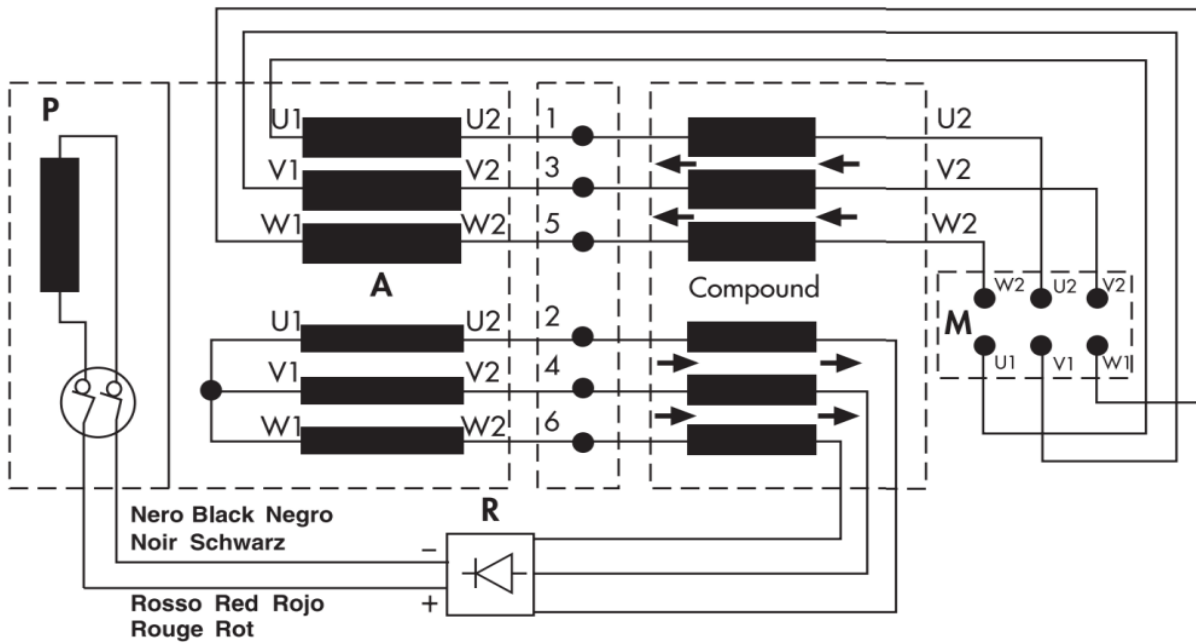 P
U1 U2 1 U2
V1 V2 3 V2
W1 W2 5 W2
A
Compound
W2 U2 V2
M
U1 V1 W1
U1 U2 2
V1 V2 4
W1 W2 6
Nero Black Negro
Noir Schwarz
R
−
+
Rosso Red Rojo
Rouge Rot